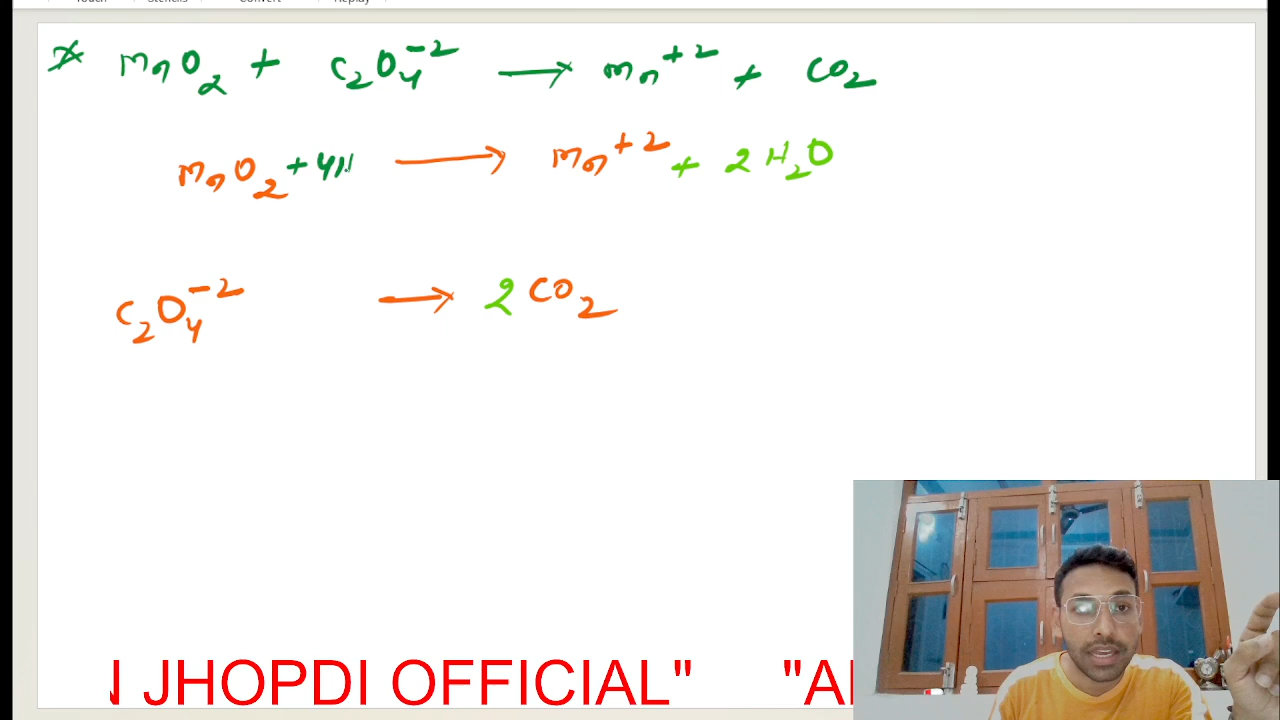 MnO2 + C2O4^-2 → Mn^+2 + CO2
MnO2 + 4H → Mn^+2 + 2H2O
C2O4^-2 → 2CO2
JHOPDI OFFICIAL"